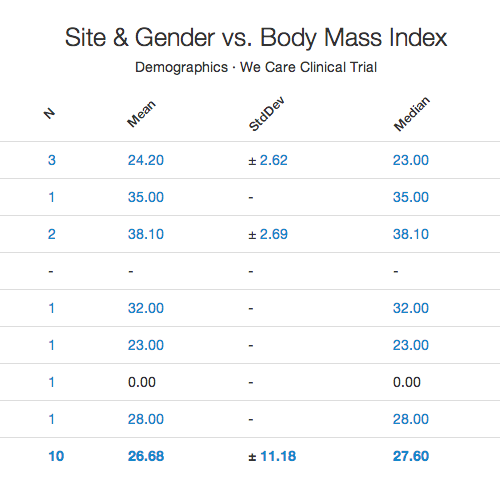 Site & Gender vs. Body Mass Index
Demographics · We Care Clinical Trial
N Mean StdDev Median
3 24.20 ± 2.62 23.00
1 35.00 - 35.00
2 38.10 ± 2.69 38.10
- - - -
1 32.00 - 32.00
1 23.00 - 23.00
1 0.00 - 0.00
1 28.00 - 28.00
10 26.68 ± 11.18 27.60